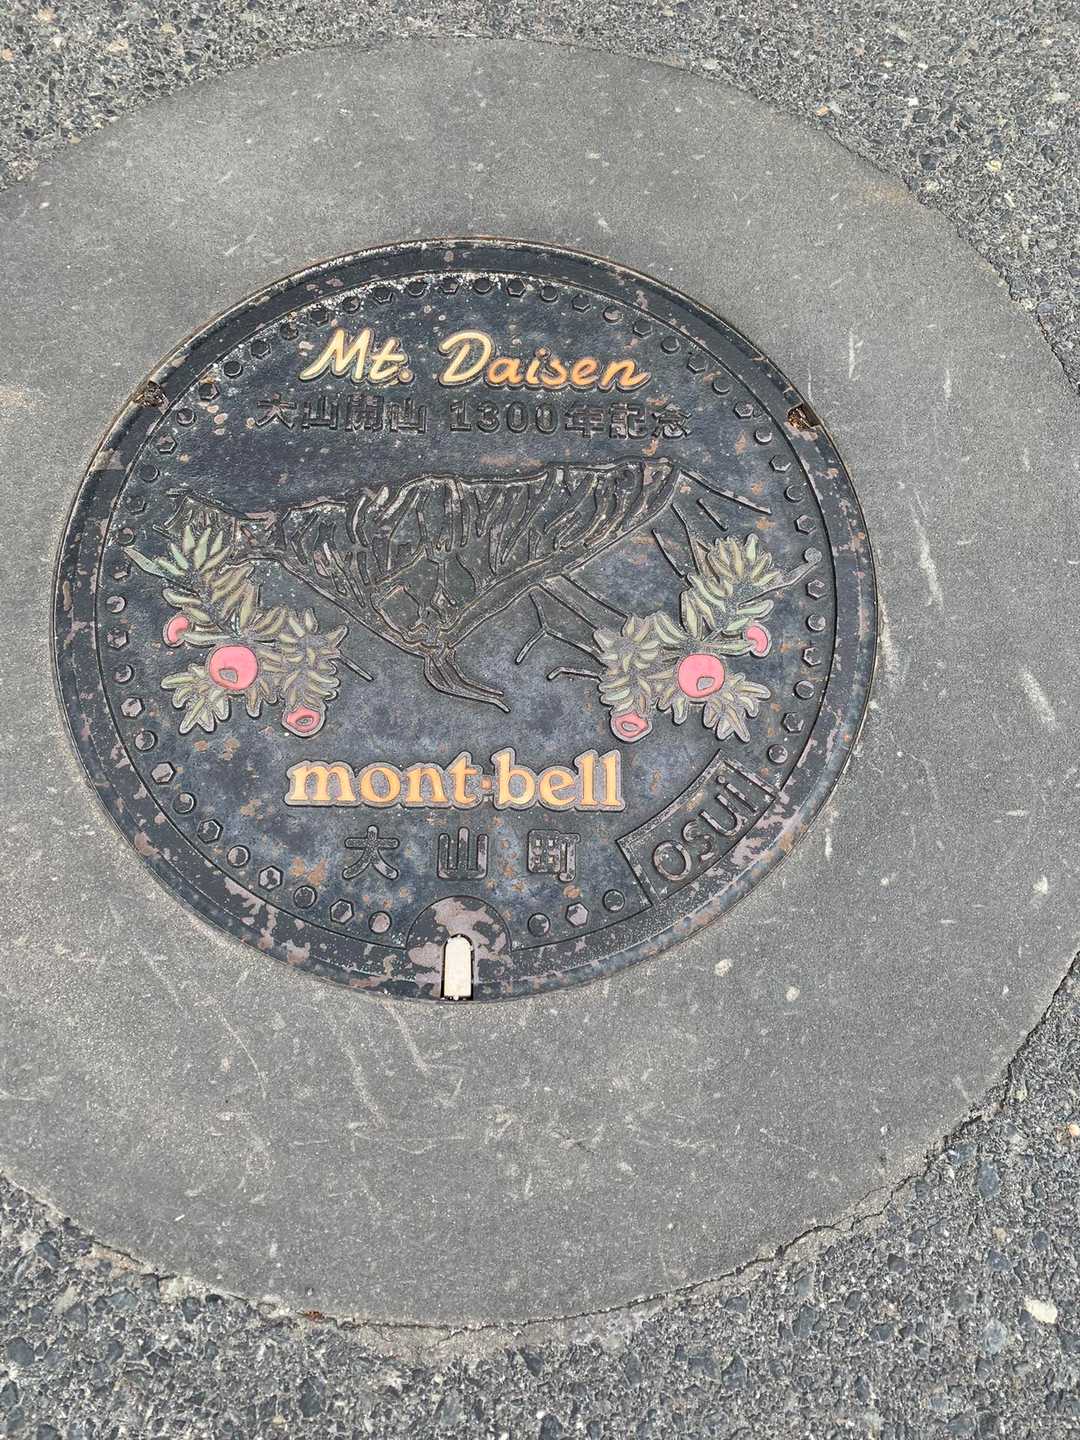 Mt. Daisen
大山開山 1300年記念
mont-bell
大山町
osui